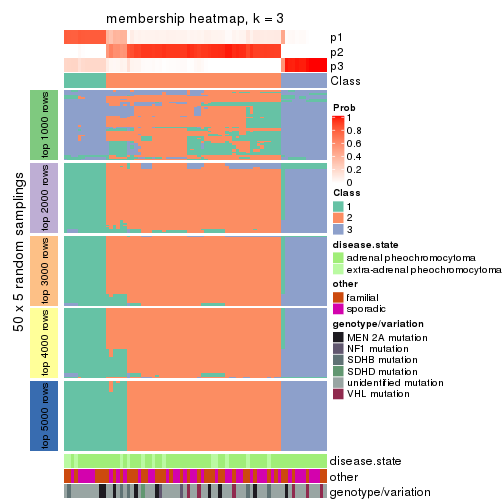 membership heatmap, k = 3
p1
p2
p3
Class
50 x 5 random samplings
top 1000 rows
top 2000 rows
top 3000 rows
top 4000 rows
top 5000 rows
disease.state
other
genotype/variation
Prob
1
0.8
0.6
0.4
0.2
0
Class
1
2
3
disease.state
adrenal pheochromocytoma
extra-adrenal pheochromocytoma
other
familial
sporadic
genotype/variation
MEN 2A mutation
NF1 mutation
SDHB mutation
SDHD mutation
unidentified mutation
VHL mutation